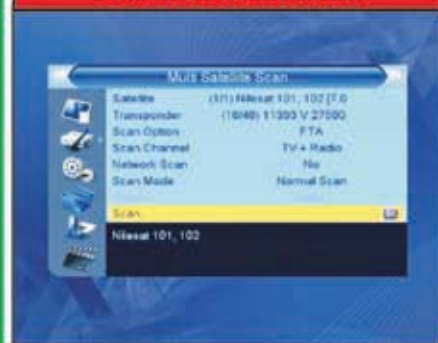 Multi Satellite Scan
Satellite (1/1) Nilesat 101, 102 [7.0
Transponder (16/48) 11393 V 27500
Scan Option FTA
Scan Channel TV + Radio
Network Scan No
Scan Mode Normal Scan
Scan
Nilesat 101, 102